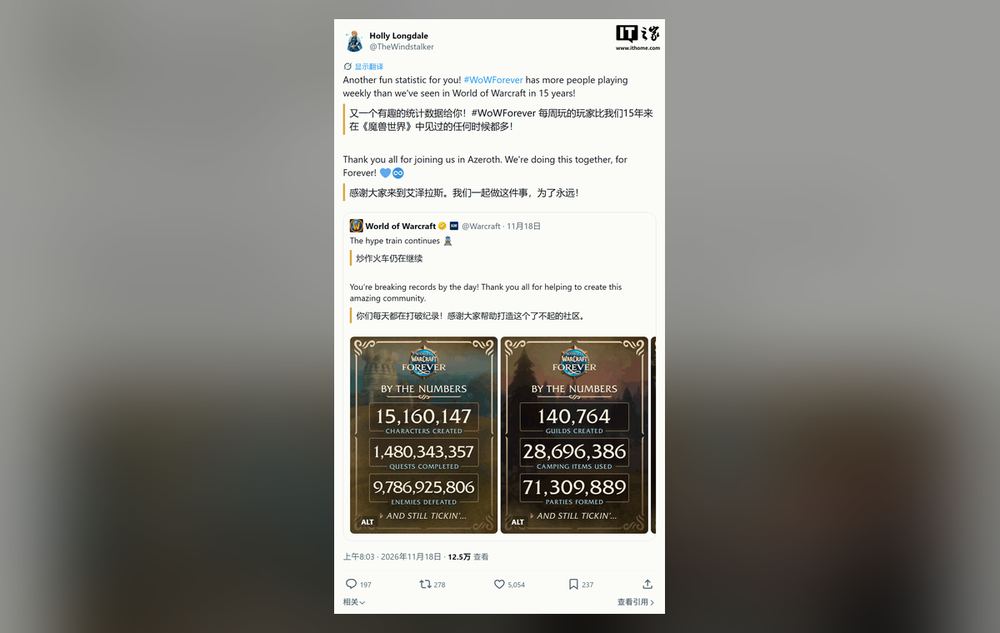 Holly Longdale
@TheWindstalker
IT之家
www.ithome.com
显示翻译
Another fun statistic for you! #WoWForever has more people playing
weekly than we've seen in World of Warcraft in 15 years!
又一个有趣的统计数据给你！#WoWForever 每周玩的玩家比我们15年来
在《魔兽世界》中见过的任何时候都多！
Thank you all for joining us in Azeroth. We're doing this together, for
Forever!
感谢大家来到艾泽拉斯。我们一起做这件事，为了永远！
World of Warcraft @Warcraft · 11月18日
The hype train continues
炒作火车仍在继续
You're breaking records by the day! Thank you all for helping to create this
amazing community.
你们每天都在打破纪录！感谢大家帮助打造这个了不起的社区。
WARCRAFT
FOREVER
BY THE NUMBERS
15,160,147
CHARACTERS CREATED
1,480,343,357
QUESTS COMPLETED
9,786,925,806
ENEMIES DEFEATED
AND STILL TICKIN'...
ALT
WARCRAFT
FOREVER
BY THE NUMBERS
140,764
GUILDS CREATED
28,696,386
CAMPING ITEMS USED
71,309,889
PARTIES FORMED
AND STILL TICKIN'...
ALT
上午8:03 · 2026年11月18日 · 12.5万 查看
197
278
5,054
237
相关
查看引用